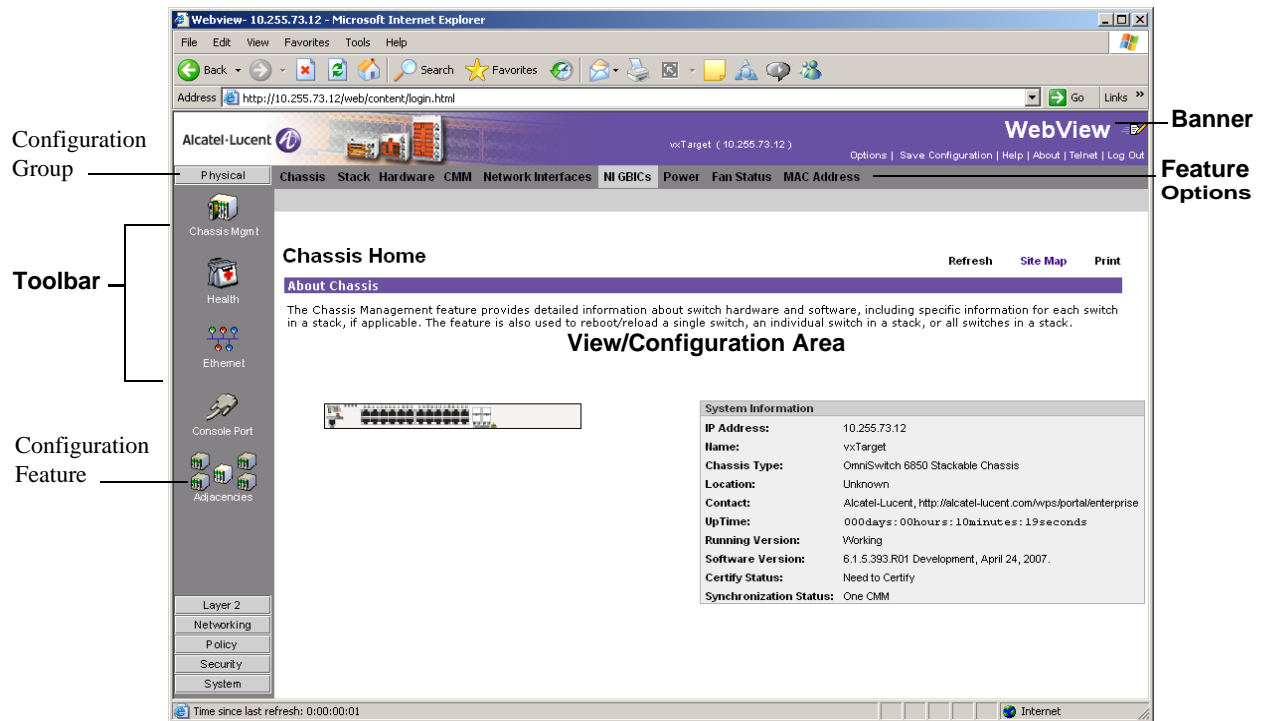 Webview- 10.255.73.12 - Microsoft Internet Explorer
File Edit View Favorites Tools Help
Back Search Favorites
Address http://10.255.73.12/web/content/login.html Go Links »
Alcatel·Lucent
vxTarget ( 10.255.73.12 )
WebView
Options | Save Configuration | Help | About | Telnet | Log Out
Banner
Configuration
Group
Physical
Chassis Stack Hardware CMM Network Interfaces NI GBICs Power Fan Status MAC Address
Feature
Options
Toolbar
Chassis Mgmt
Health
Ethernet
Console Port
Configuration
Feature
Adjacencies
Chassis Home
Refresh Site Map Print
About Chassis
The Chassis Management feature provides detailed information about switch hardware and software, including specific information for each switch
in a stack, if applicable. The feature is also used to reboot/reload a single switch, an individual switch in a stack, or all switches in a stack.
View/Configuration Area
System Information
IP Address: 10.255.73.12
Name: vxTarget
Chassis Type: OmniSwitch 6850 Stackable Chassis
Location: Unknown
Contact: Alcatel-Lucent, http://alcatel-lucent.com/wps/portal/enterprise
UpTime: 000days:00hours:10minutes:19seconds
Running Version: Working
Software Version: 6.1.5.393.R01 Development, April 24, 2007.
Certify Status: Need to Certify
Synchronization Status: One CMM
Layer 2
Networking
Policy
Security
System
Time since last refresh: 0:00:00:01
Internet